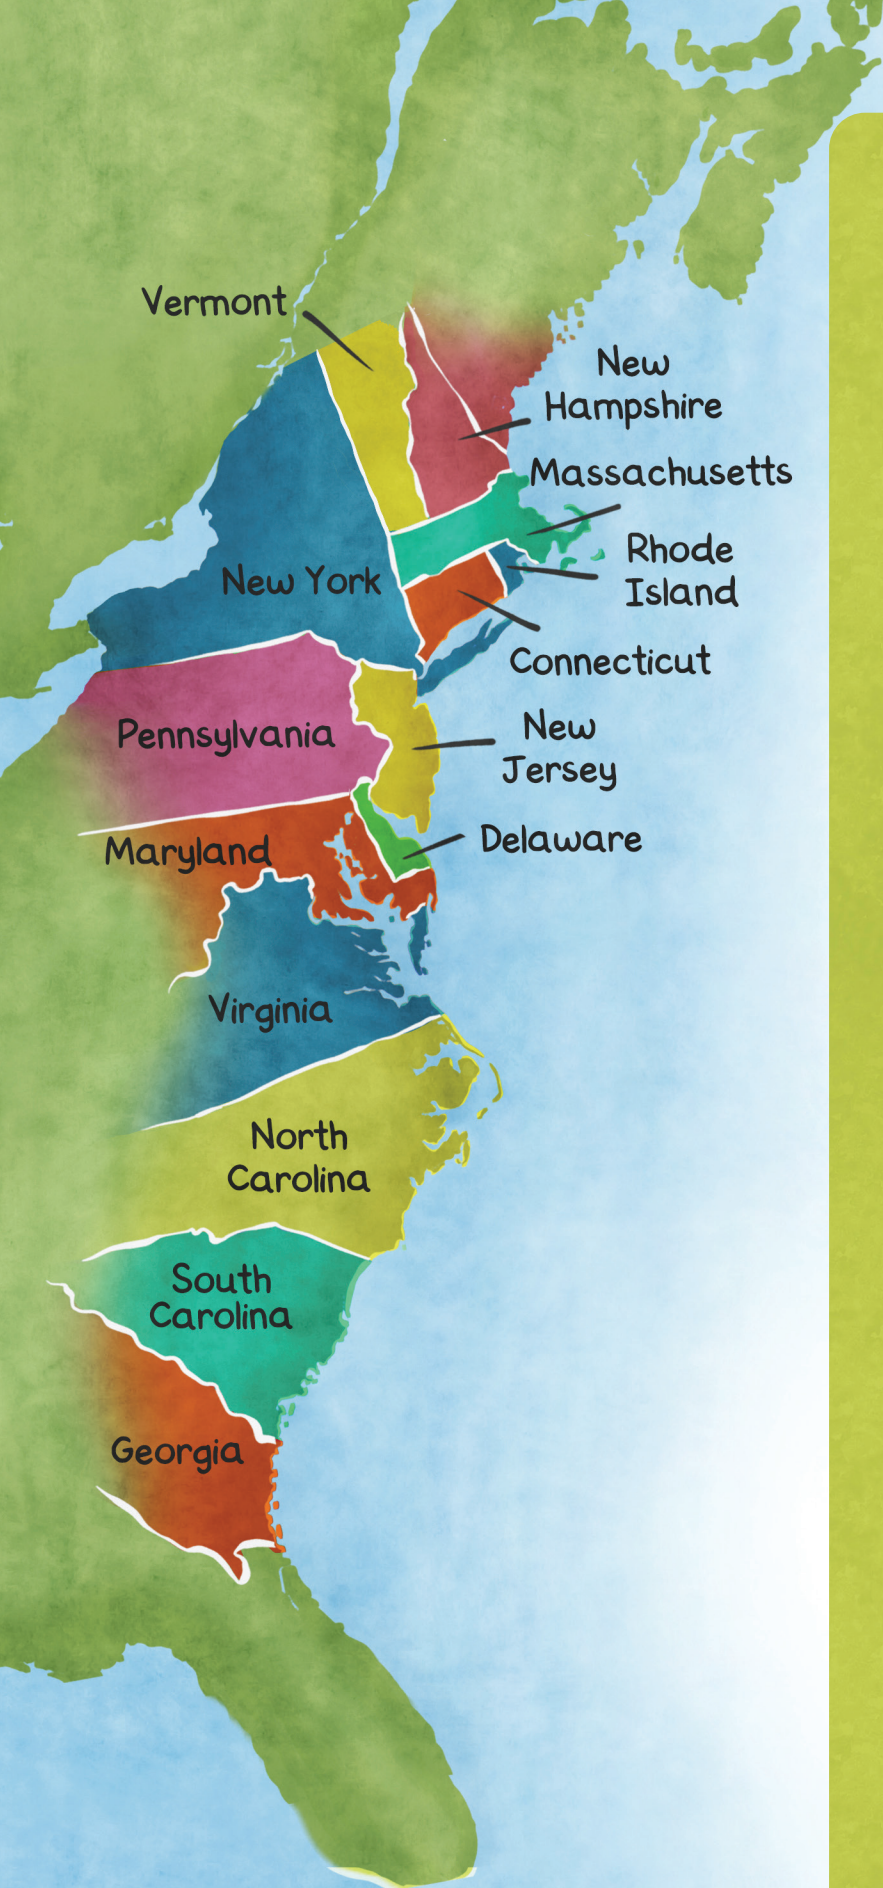 Vermont
New
Hampshire
Massachusetts
Rhode
Island
New York
Connecticut
New
Jersey
Pennsylvania
Delaware
Maryland
Virginia
North
Carolina
South
Carolina
Georgia